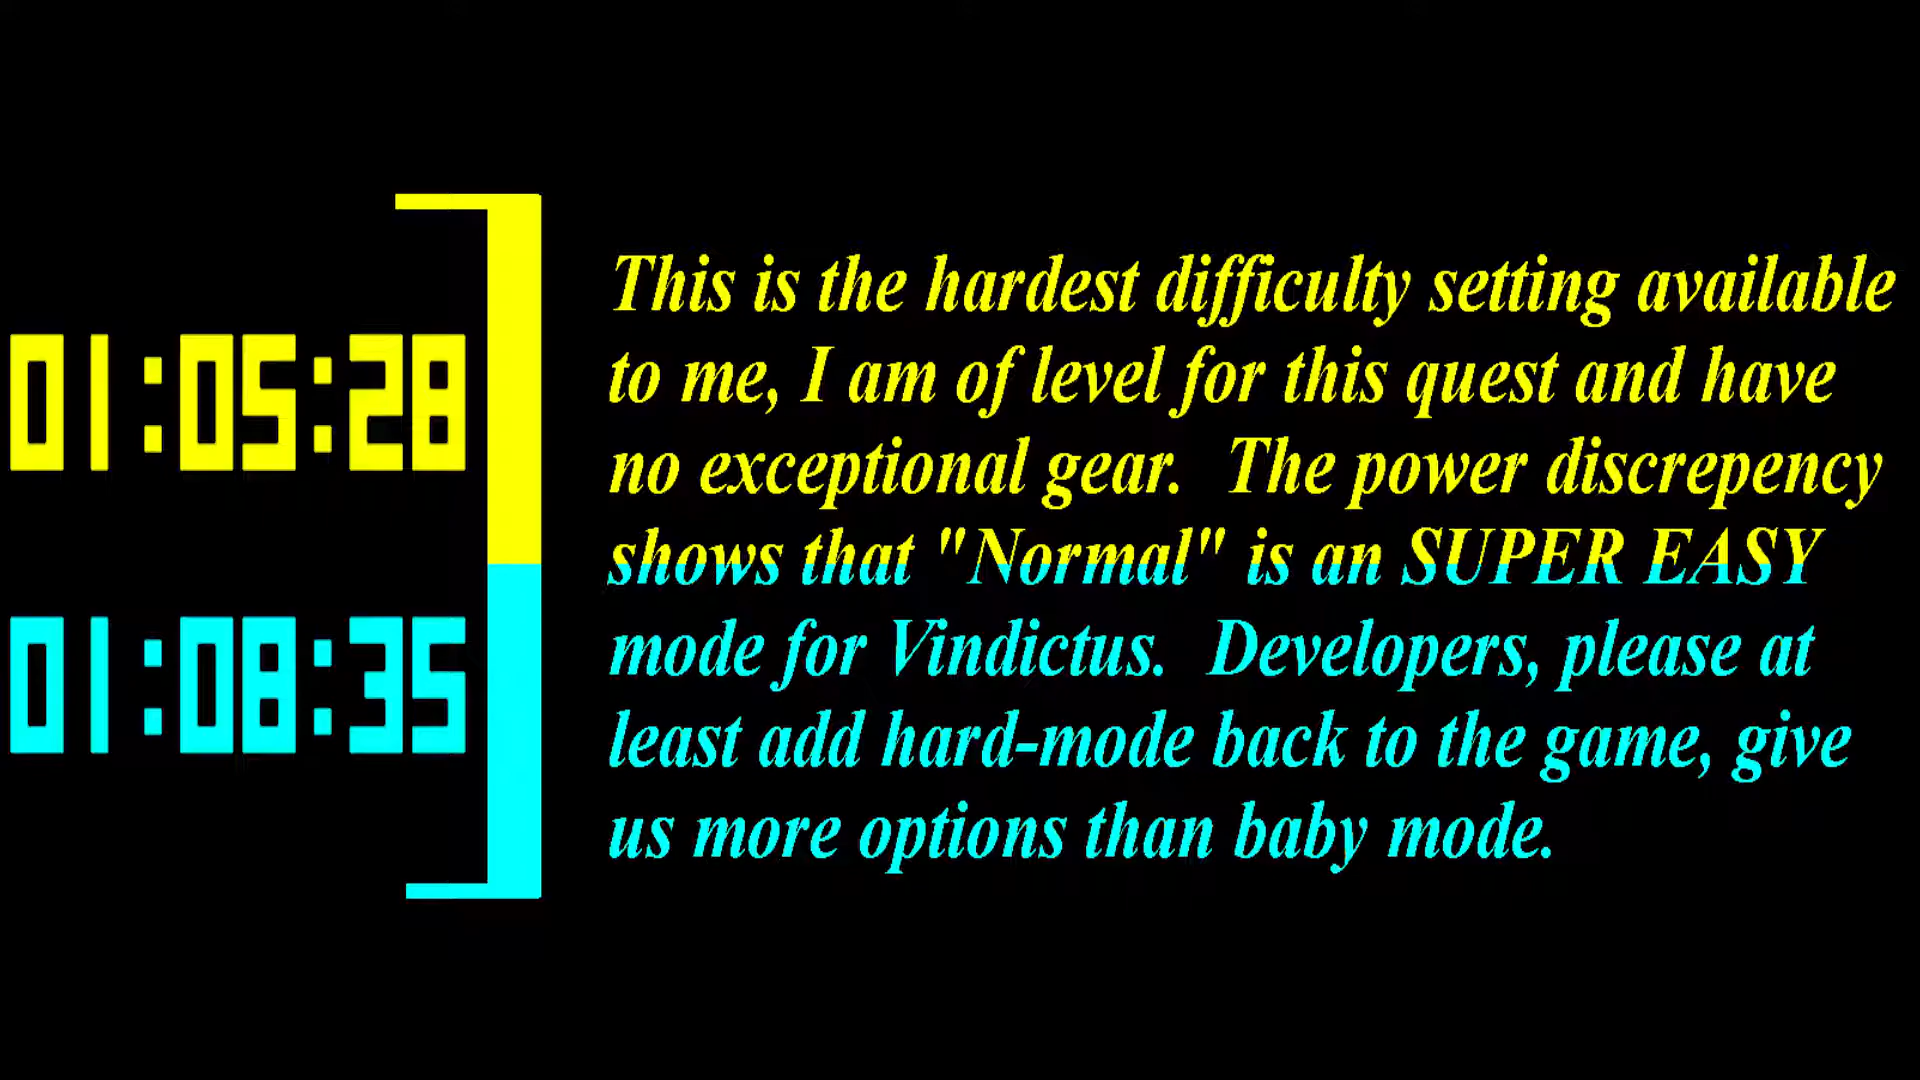 01:05:28
01:08:35
This is the hardest difficulty setting available
to me, I am of level for this quest and have
no exceptional gear.  The power discrepency
shows that "Normal" is an SUPER EASY
mode for Vindictus.  Developers, please at
least add hard-mode back to the game, give
us more options than baby mode.